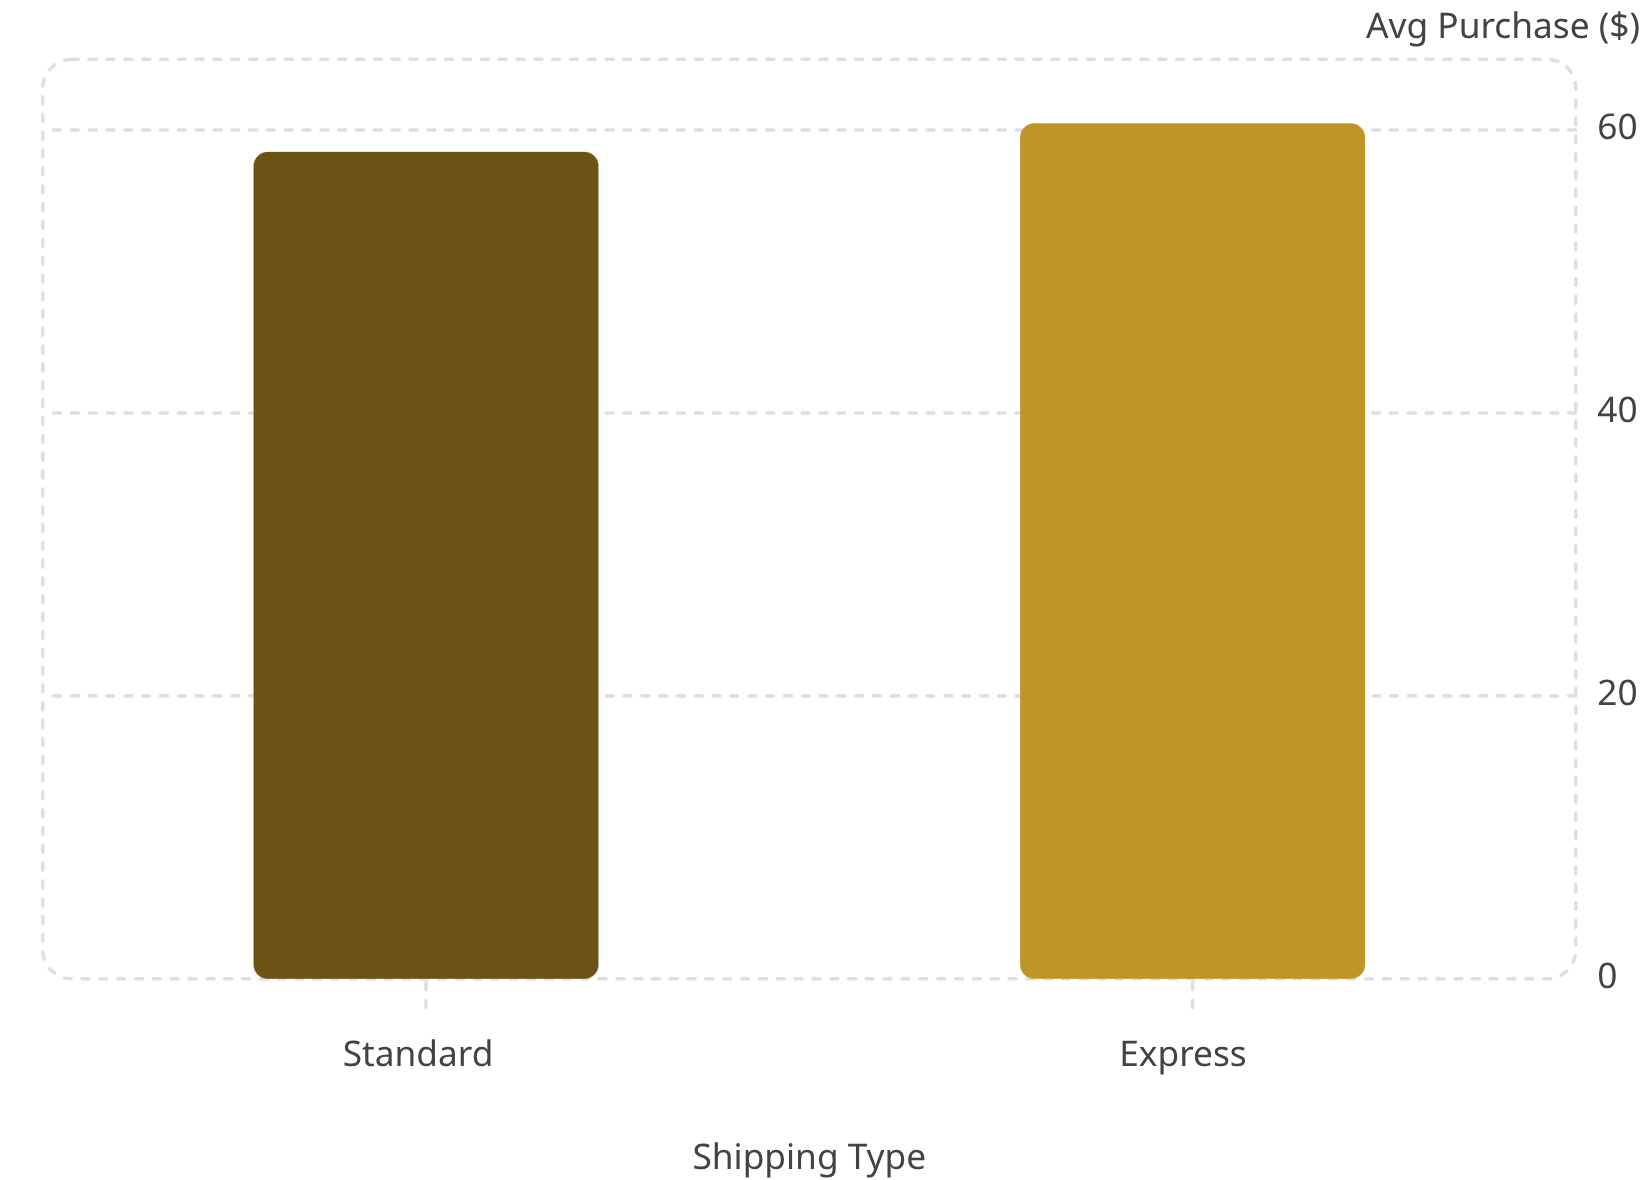 Avg Purchase ($)
60
40
20
0
Standard
Express
Shipping Type